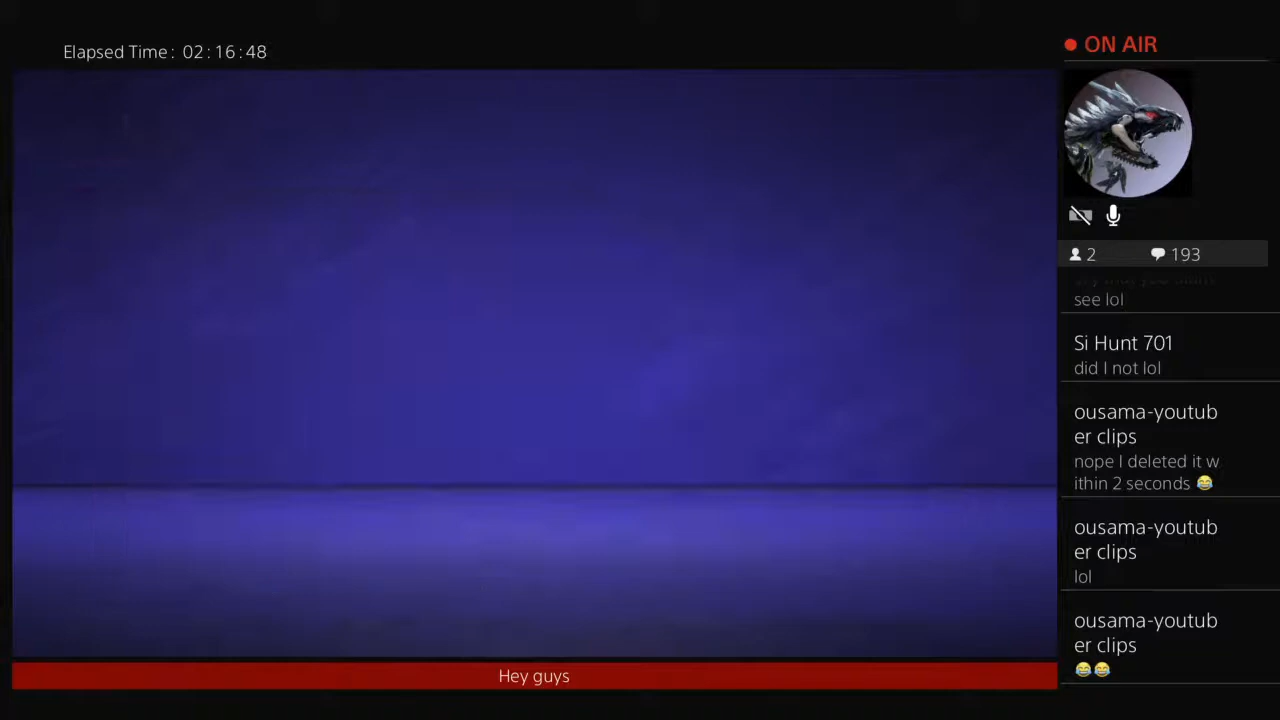 Elapsed Time: 02:16:48
ON AIR
2
193
see lol
Si Hunt 701
did I not lol
ousama-youtub
er clips
nope I deleted it w
ithin 2 seconds 😂
ousama-youtub
er clips
lol
ousama-youtub
er clips
😂😂
Hey guys